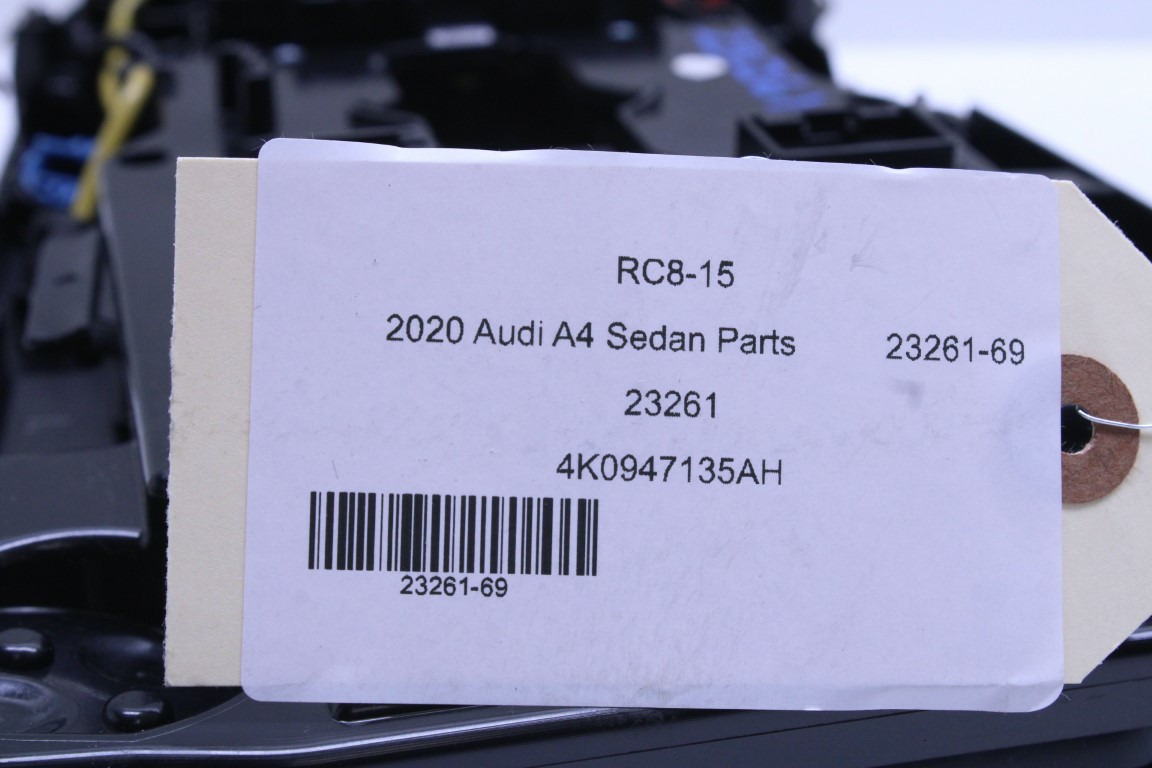 RC8-15
2020 Audi A4 Sedan Parts 23261-69
23261
4K0947135AH
23261-69